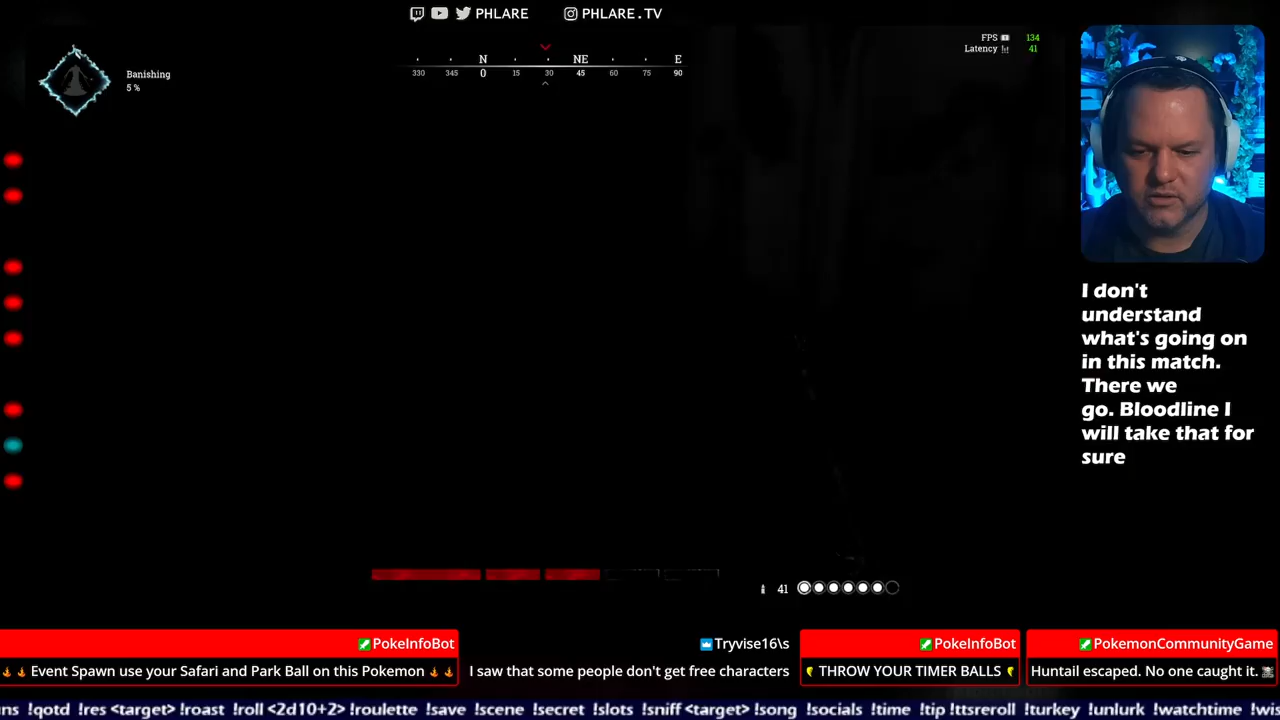 PHLARE
PHLARE.TV
FPS 134
Latency 41
N NE E
330 345 0 15 30 45 60 75 90
Banishing
5 %
I don't
understand
what's going on
in this match.
There we
go. Bloodline I
will take that for
sure
41
PokeInfoBot
Event Spawn use your Safari and Park Ball on this Pokemon
Tryvise16\s
I saw that some people don't get free characters
PokeInfoBot
THROW YOUR TIMER BALLS
PokemonCommunityGame
Huntail escaped. No one caught it.
ns !qotd !res <target> !roast !roll <2d10+2> !roulette !save !scene !secret !slots !sniff <target> !song !socials !time !tip !ttsreroll !turkey !unlurk !watchtime !wis